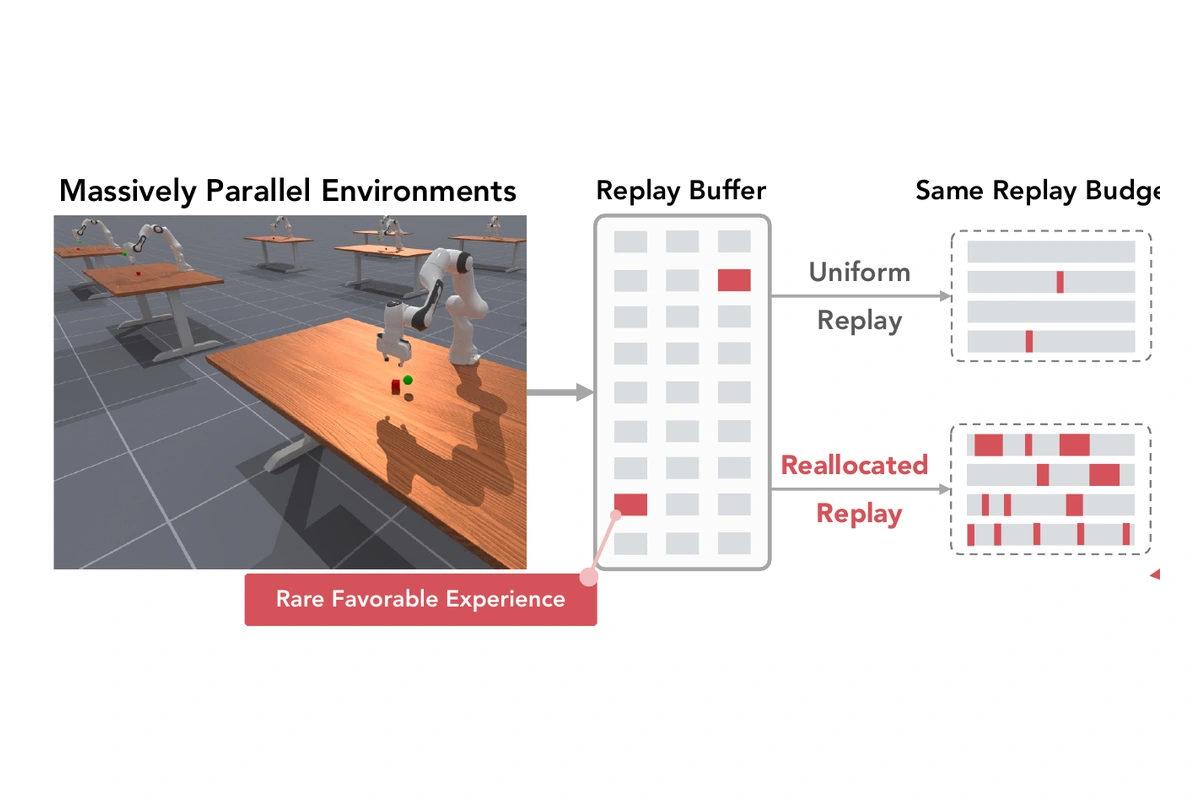 Massively Parallel Environments
Replay Buffer
Same Replay Budge
Uniform
Replay
Reallocated
Replay
Rare Favorable Experience